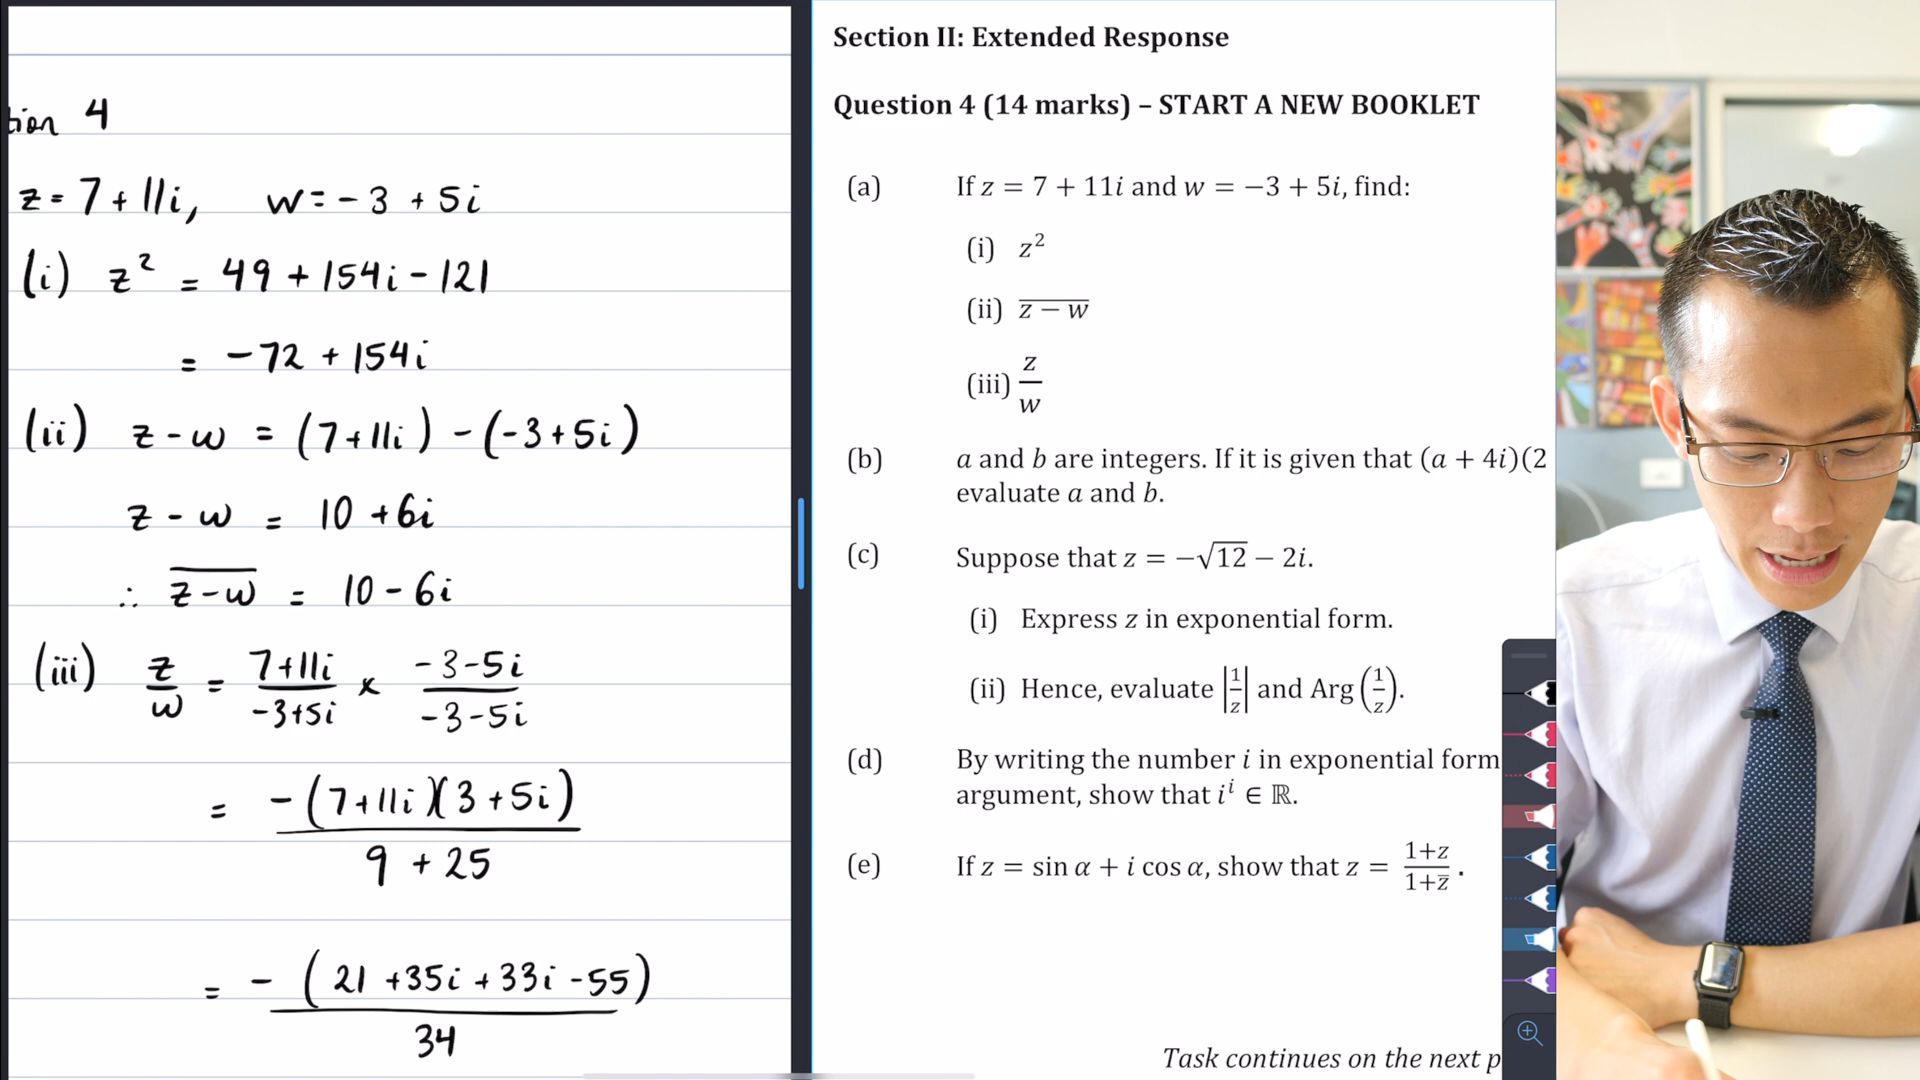 tion 4
z = 7 + 11i, w = -3 + 5i
(i) z² = 49 + 154i - 121
= -72 + 154i
(ii) z - w = (7 + 11i) - (-3 + 5i)
z - w = 10 + 6i
∴ \overline{z-w} = 10 - 6i
(iii) z/w = (7+11i)/(-3+5i) × (-3-5i)/(-3-5i)
= -(7+11i)(3+5i)/(9 + 25)
= -(21 + 35i + 33i - 55)/34
Section II: Extended Response
Question 4 (14 marks) – START A NEW BOOKLET
(a) If z = 7 + 11i and w = −3 + 5i, find:
(i) z²
(ii) \overline{z − w}
(iii) z/w
(b) a and b are integers. If it is given that (a + 4i)(2
evaluate a and b.
(c) Suppose that z = −√12 − 2i.
(i) Express z in exponential form.
(ii) Hence, evaluate |1/z| and Arg (1/z).
(d) By writing the number i in exponential form
argument, show that iⁱ ∈ ℝ.
(e) If z = sin α + i cos α, show that z = (1+z)/(1+z̄) .
Task continues on the next p